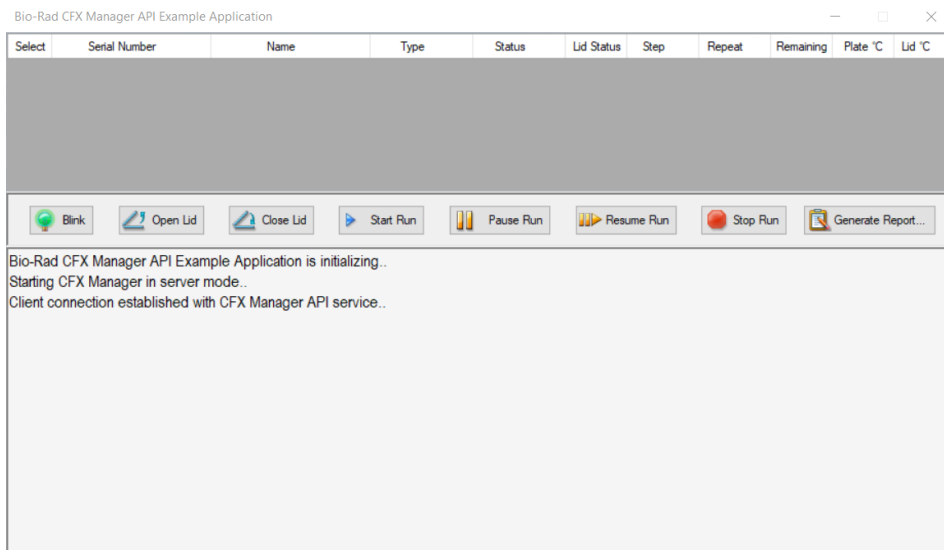 Bio-Rad CFX Manager API Example Application
Select Serial Number Name Type Status Lid Status Step Repeat Remaining Plate °C Lid °C
Blink Open Lid Close Lid Start Run Pause Run Resume Run Stop Run Generate Report...
Bio-Rad CFX Manager API Example Application is initializing..
Starting CFX Manager in server mode..
Client connection established with CFX Manager API service..